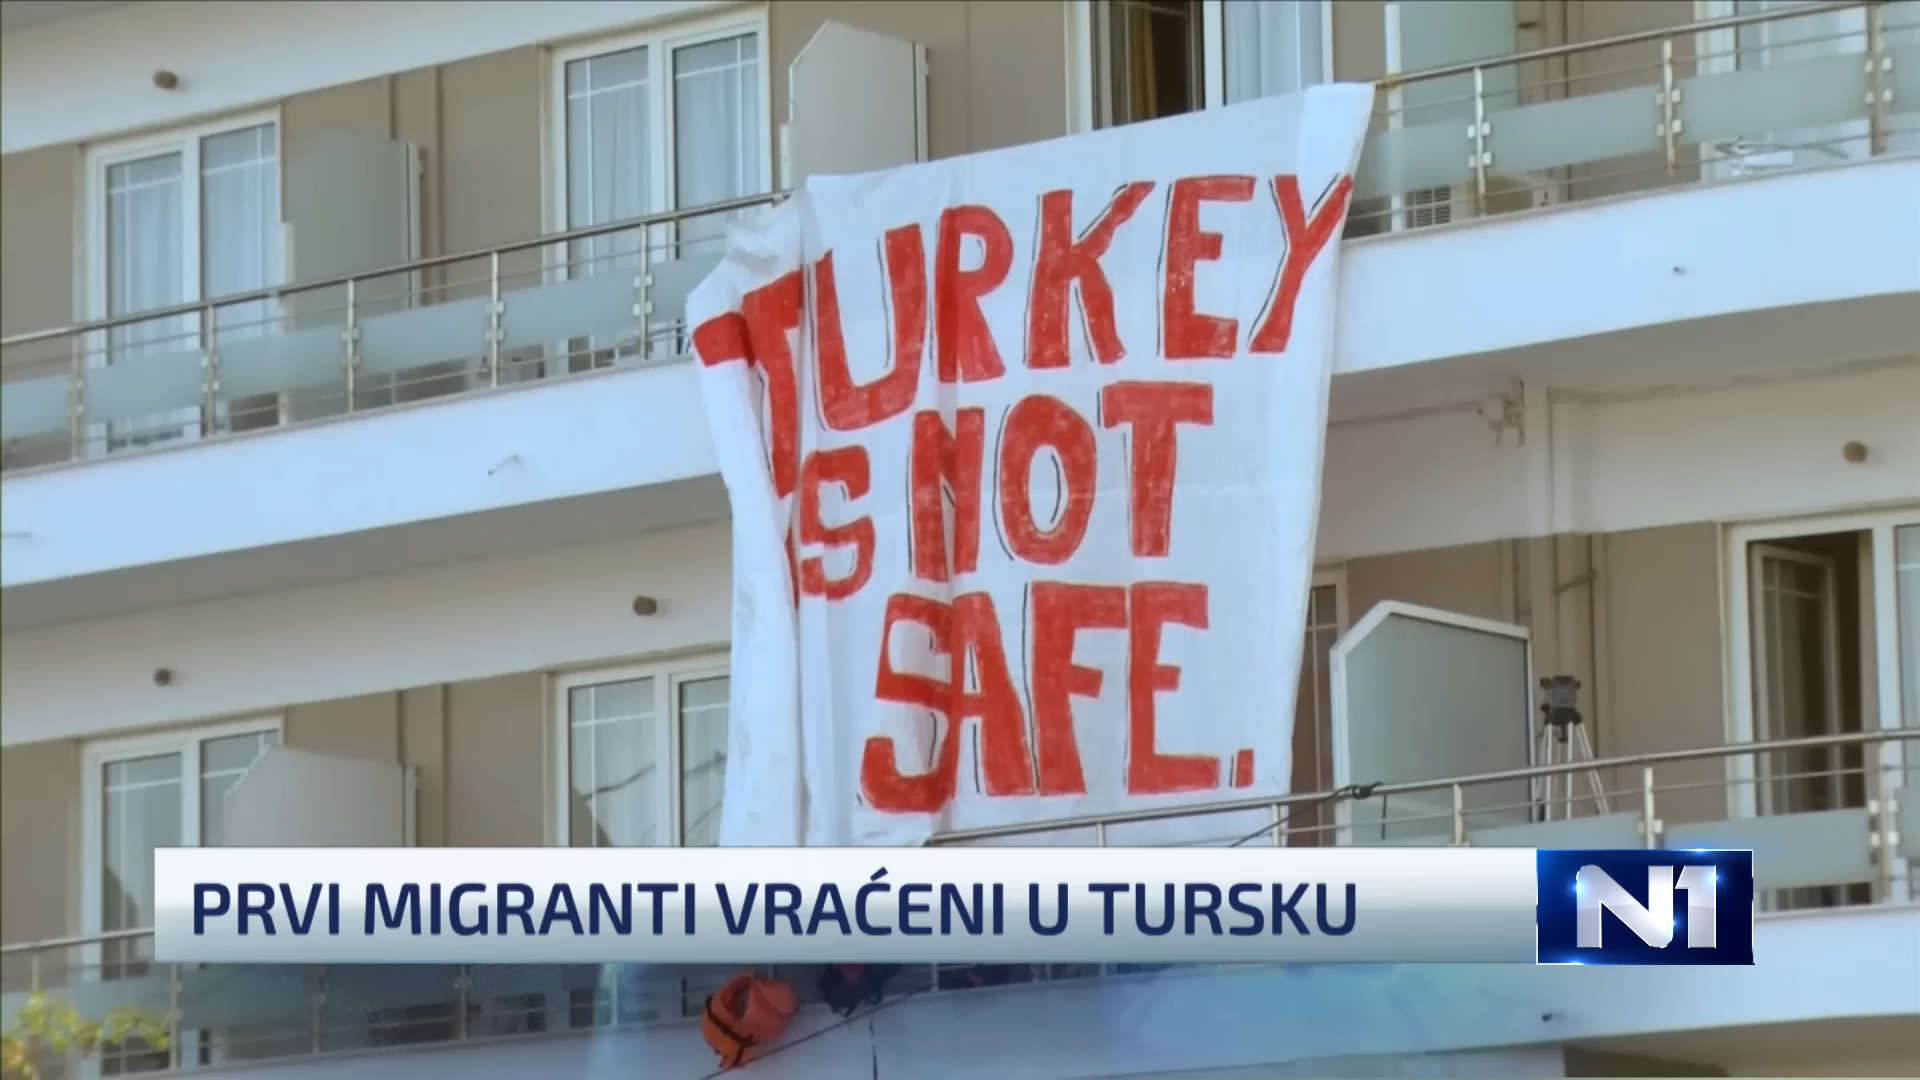 TURKEY
IS NOT
SAFE.
PRVI MIGRANTI VRAĆENI U TURSKU
N1